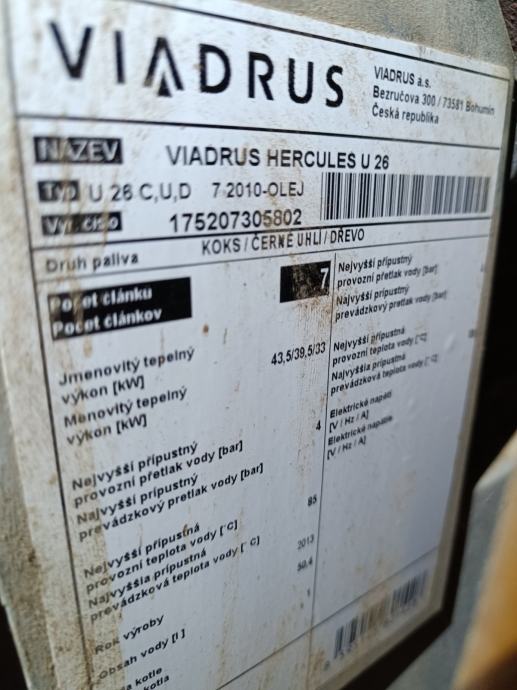 VIADRUS
VIADRUS a.s.
Bezručova 300 / 73581 Bohumín
Česká republika
NÁZEV VIADRUS HERCULES U 26
TYP U 26 C,U,D 7 2010-OLEJ
Výr. číslo 175207305802
Druh paliva KOKS / ČERNÉ UHLÍ / DŘEVO
Počet článků 7
Počet článkov
Jmenovitý tepelný 43,5/39,5/33
výkon [kW]
Menovitý tepelný
výkon [kW]
Nejvyšší přípustný 4
provozní přetlak vody [bar]
Najvyšší prípustný
prevádzkový pretlak vody [bar]
Nejvyšší přípustná 95
provozní teplota vody [°C]
Najvyššia prípustná
prevádzková teplota vody [°C]
Rok výroby 2013
Obsah vody [l] 50,4
kotle 1
kotla
Nejvyšší přípustný
provozní přetlak vody [bar]
Najvyšší prípustný
prevádzkový pretlak vody [bar]
Nejvyšší přípustná
provozní teplota vody [°C]
Najvyššia prípustná
prevádzková teplota vody [°C]
Elektrické napětí
[V / Hz / A]
Elektrické napätie
[V / Hz / A]